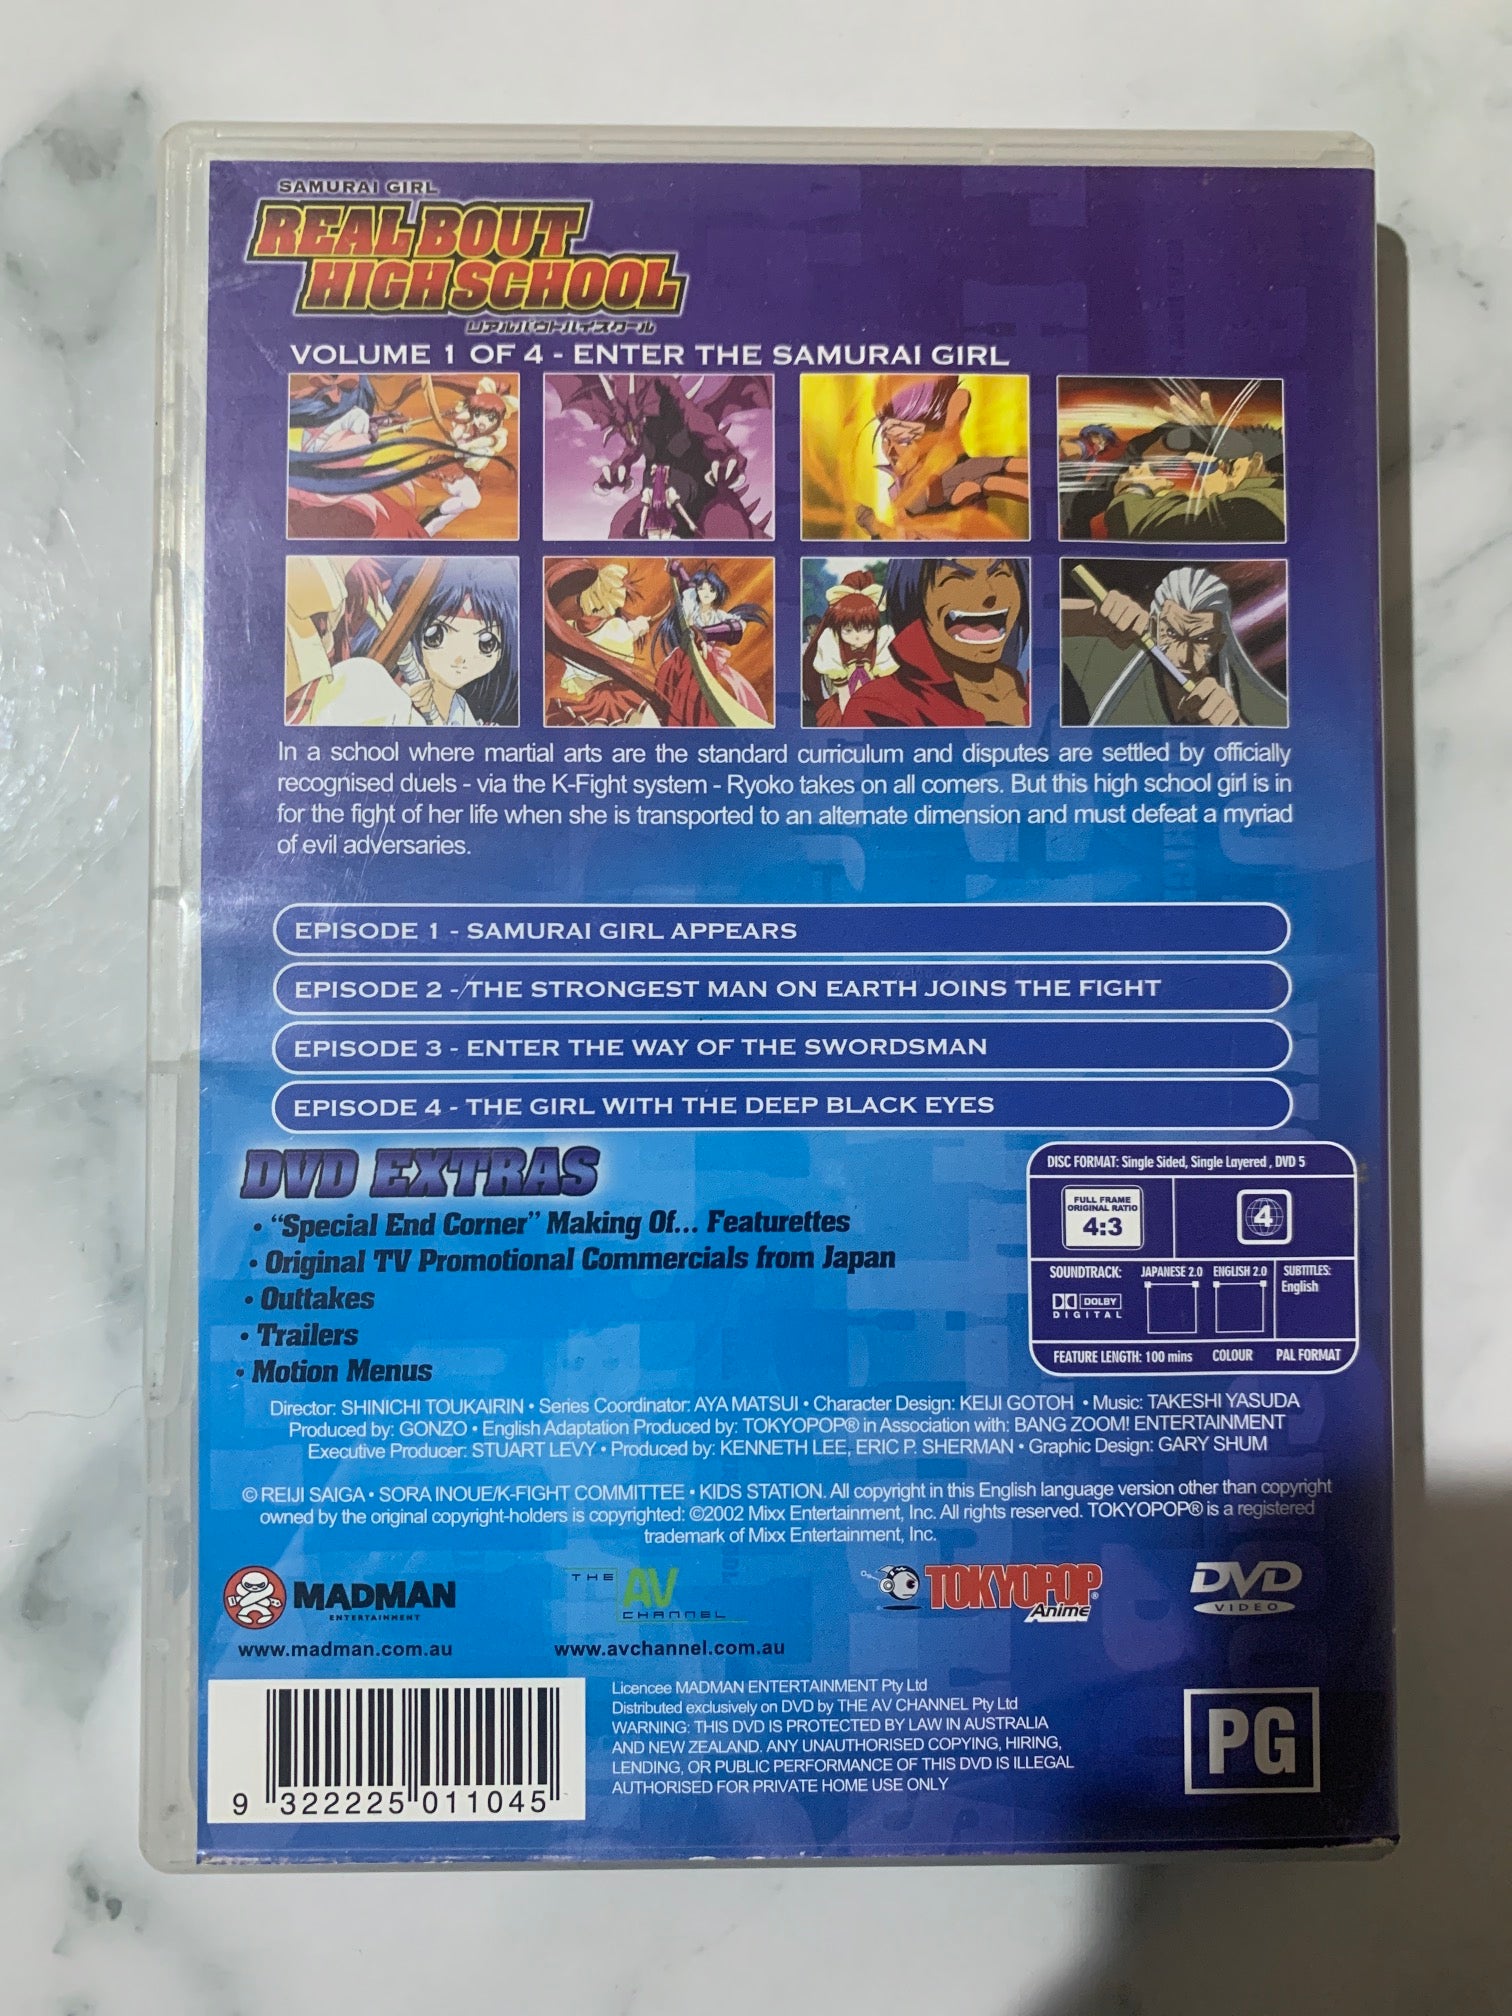 SAMURAI GIRL
REAL BOUT
HIGH SCHOOL
リアルバウトハイスクール
VOLUME 1 OF 4 - ENTER THE SAMURAI GIRL
In a school where martial arts are the standard curriculum and disputes are settled by officially
recognised duels - via the K-Fight system - Ryoko takes on all comers. But this high school girl is in
for the fight of her life when she is transported to an alternate dimension and must defeat a myriad
of evil adversaries.
EPISODE 1 - SAMURAI GIRL APPEARS
EPISODE 2 - THE STRONGEST MAN ON EARTH JOINS THE FIGHT
EPISODE 3 - ENTER THE WAY OF THE SWORDSMAN
EPISODE 4 - THE GIRL WITH THE DEEP BLACK EYES
DVD EXTRAS
• "Special End Corner" Making Of... Featurettes
• Original TV Promotional Commercials from Japan
• Outtakes
• Trailers
• Motion Menus
DISC FORMAT: Single Sided, Single Layered , DVD 5
FULL FRAME
ORIGINAL RATIO
4:3
4
SOUNDTRACK: JAPANESE 2.0 ENGLISH 2.0 SUBTITLES:
English
DOLBY
DIGITAL
FEATURE LENGTH: 100 mins COLOUR PAL FORMAT
Director: SHINICHI TOUKAIRIN • Series Coordinator: AYA MATSUI • Character Design: KEIJI GOTOH • Music: TAKESHI YASUDA
Produced by: GONZO • English Adaptation Produced by: TOKYOPOP® in Association with: BANG ZOOM! ENTERTAINMENT
Executive Producer: STUART LEVY • Produced by: KENNETH LEE, ERIC P. SHERMAN • Graphic Design: GARY SHUM
© REIJI SAIGA • SORA INOUE/K-FIGHT COMMITTEE • KIDS STATION. All copyright in this English language version other than copyright
owned by the original copyright-holders is copyrighted: ©2002 Mixx Entertainment, Inc. All rights reserved. TOKYOPOP® is a registered
trademark of Mixx Entertainment, Inc.
MADMAN
ENTERTAINMENT
www.madman.com.au
THE
AV
CHANNEL
www.avchannel.com.au
TOKYOPOP®
Anime
DVD
VIDEO
Licencee MADMAN ENTERTAINMENT Pty Ltd
Distributed exclusively on DVD by THE AV CHANNEL Pty Ltd
WARNING: THIS DVD IS PROTECTED BY LAW IN AUSTRALIA
AND NEW ZEALAND. ANY UNAUTHORISED COPYING, HIRING,
LENDING, OR PUBLIC PERFORMANCE OF THIS DVD IS ILLEGAL
AUTHORISED FOR PRIVATE HOME USE ONLY
9 322225 011045
PG